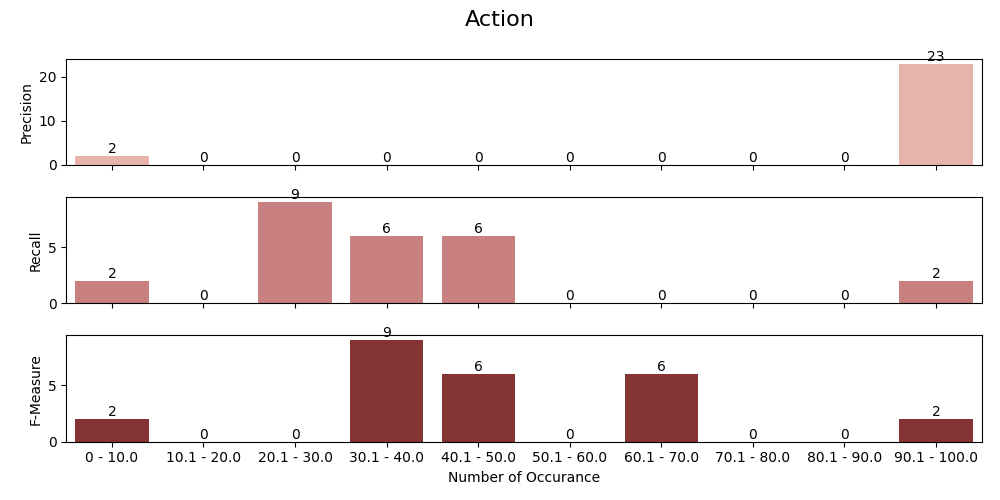 Action
Precision
20
10
0
2 0 0 0 0 0 0 0 0 23
Recall
5
0
2 0 9 6 6 0 0 0 0 2
F-Measure
5
0
2 0 0 9 6 0 6 0 0 2
0 - 10.0 10.1 - 20.0 20.1 - 30.0 30.1 - 40.0 40.1 - 50.0 50.1 - 60.0 60.1 - 70.0 70.1 - 80.0 80.1 - 90.0 90.1 - 100.0
Number of Occurance